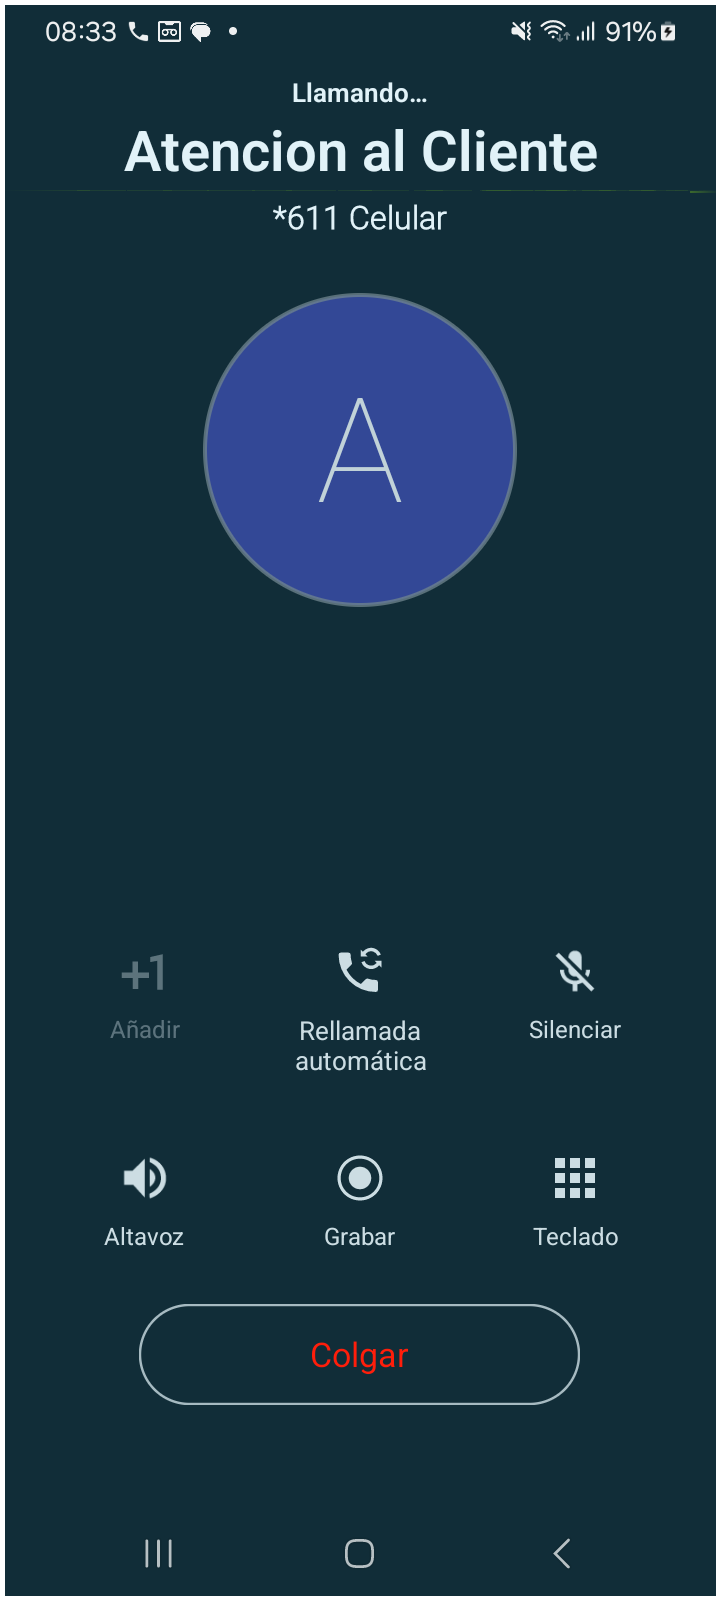 08:33 91%
Llamando...
Atencion al Cliente
*611 Celular
A
+1
Añadir
Rellamada
automática
Silenciar
Altavoz
Grabar
Teclado
Colgar